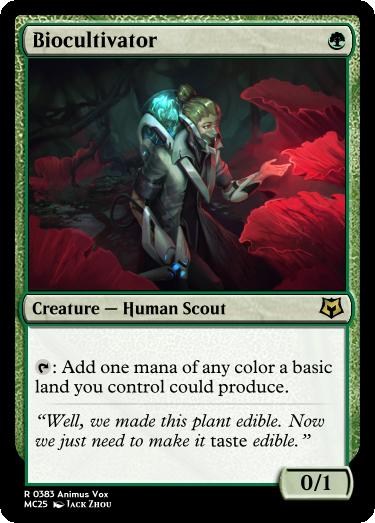 Biocultivator
Creature — Human Scout
: Add one mana of any color a basic
land you control could produce.
“Well, we made this plant edible. Now
we just need to make it taste edible.”
0/1
R 0383 Animus Vox
MC25 Jack Zhou